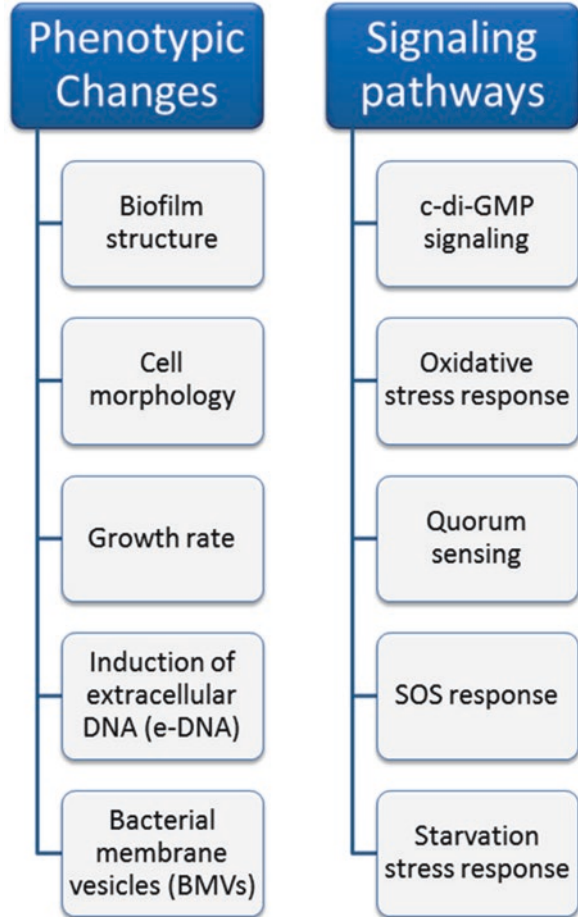 Phenotypic
Changes
Biofilm
structure
Cell
morphology
Growth rate
Induction of
extracellular
DNA (e-DNA)
Bacterial
membrane
vesicles (BMVs)
Signaling
pathways
c-di-GMP
signaling
Oxidative
stress response
Quorum
sensing
SOS response
Starvation
stress response